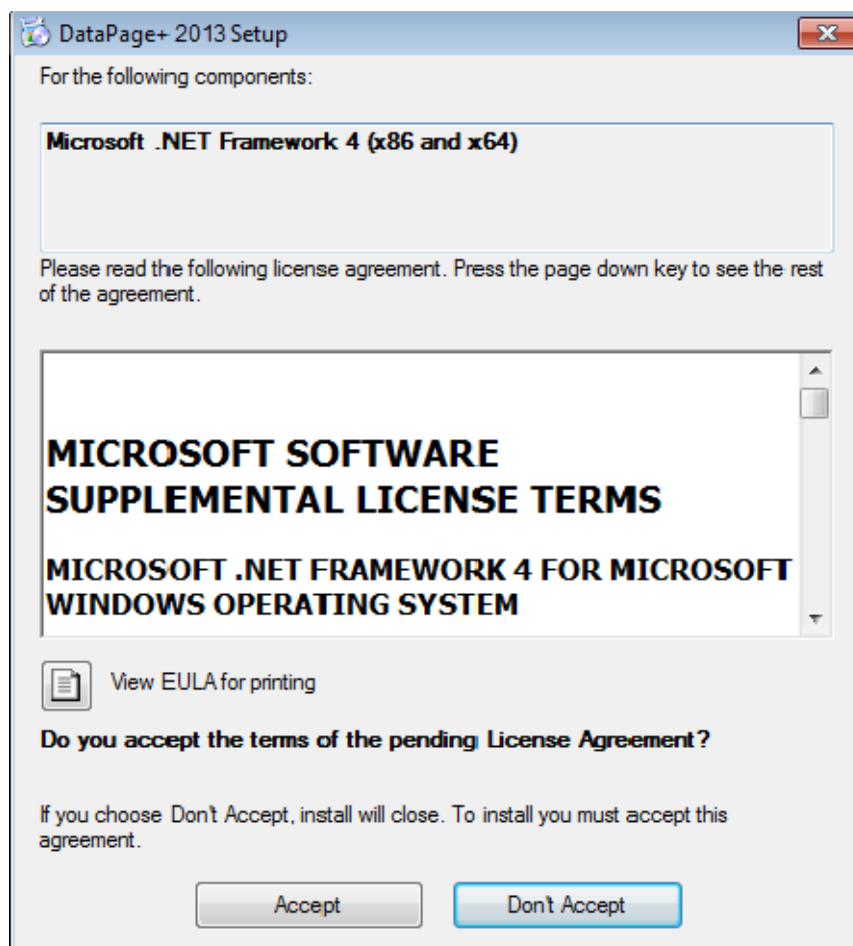 DataPage+ 2013 Setup
For the following components:
Microsoft .NET Framework 4 (x86 and x64)
Please read the following license agreement. Press the page down key to see the rest
of the agreement.
MICROSOFT SOFTWARE
SUPPLEMENTAL LICENSE TERMS
MICROSOFT .NET FRAMEWORK 4 FOR MICROSOFT
WINDOWS OPERATING SYSTEM
View EULA for printing
Do you accept the terms of the pending License Agreement?
If you choose Don't Accept, install will close. To install you must accept this
agreement.
Accept Don't Accept